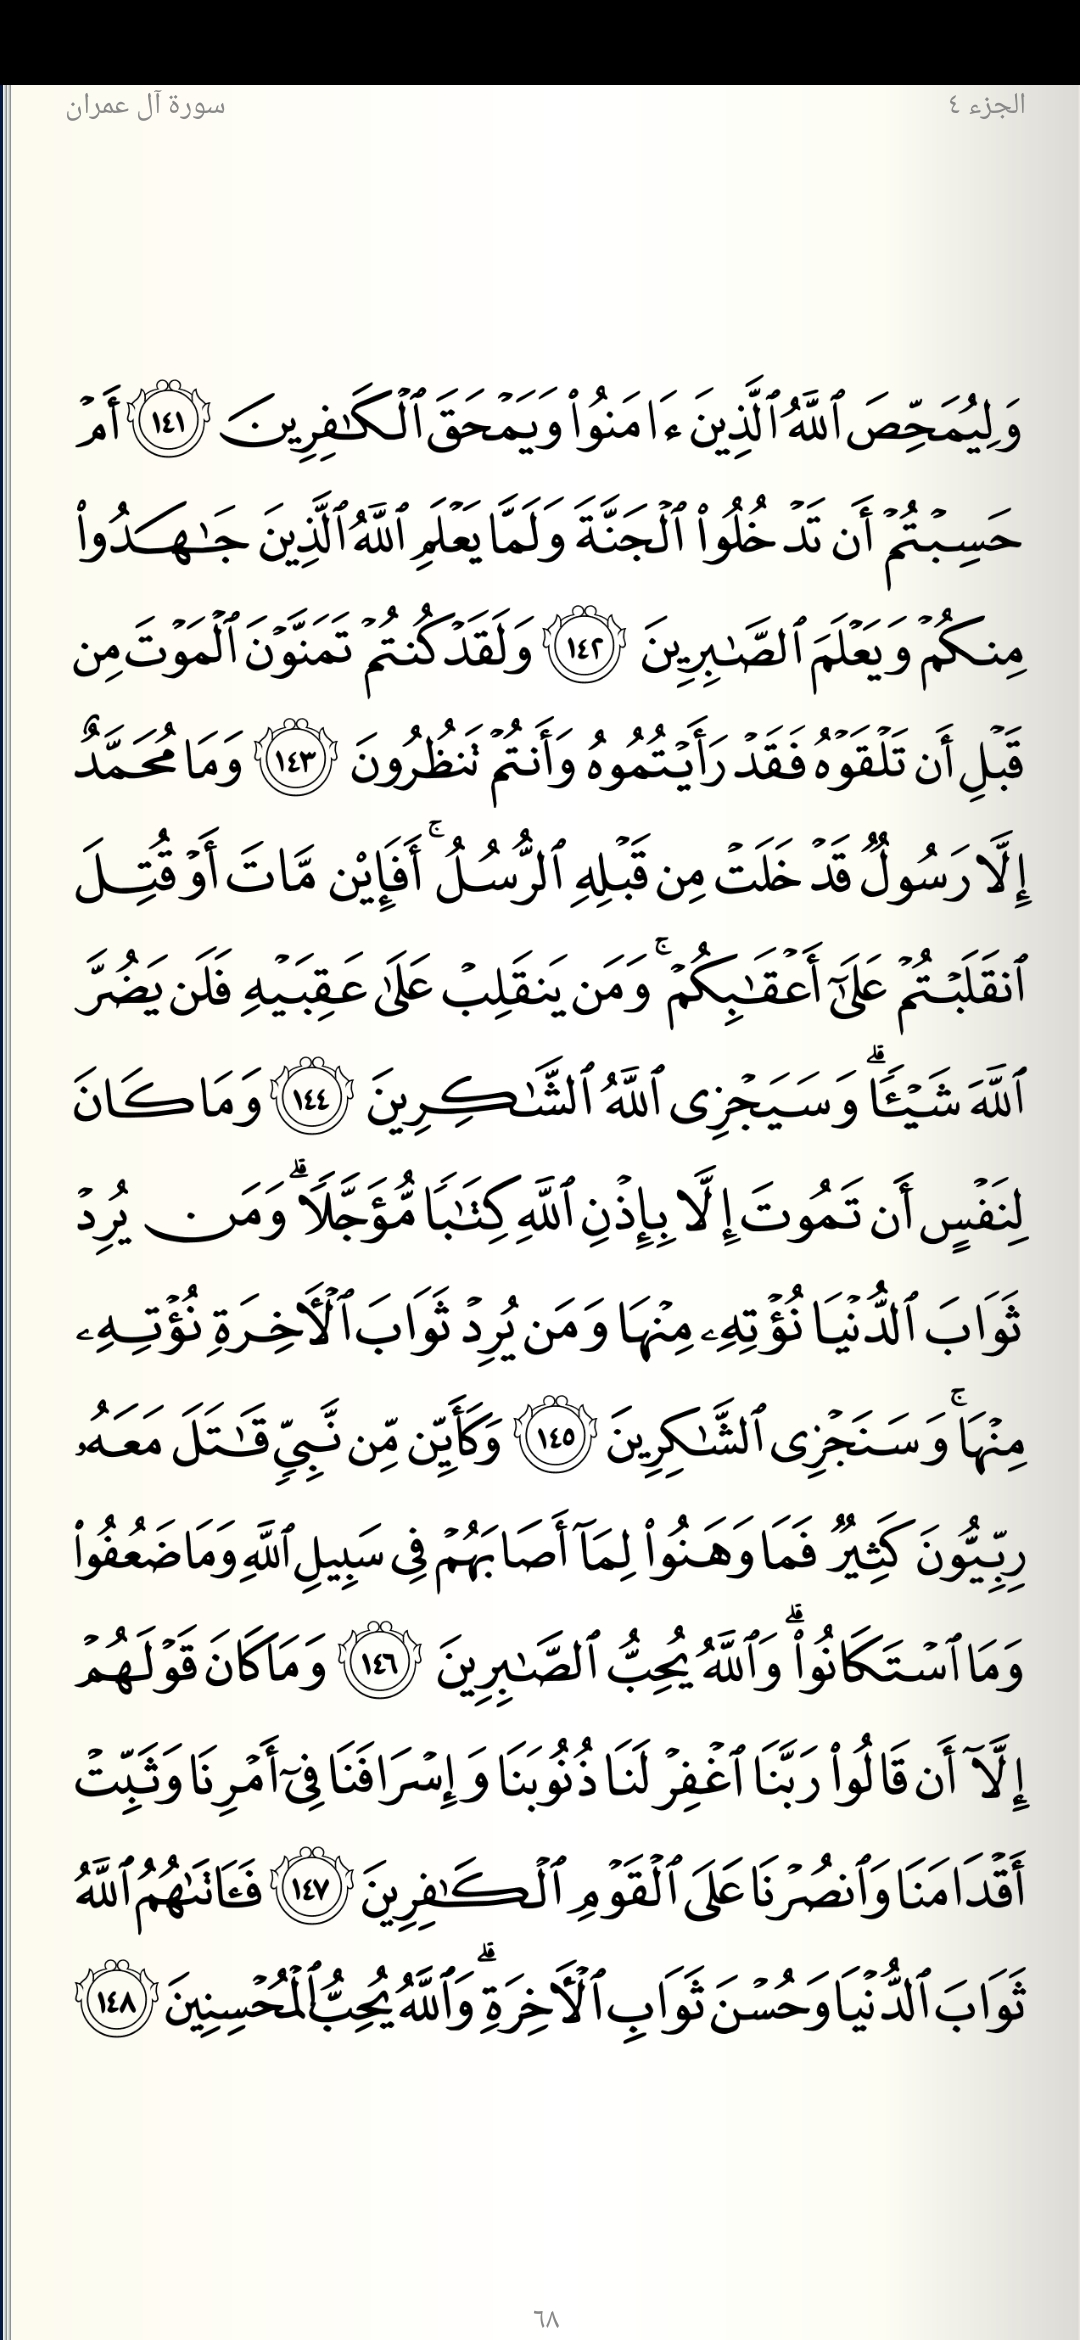 الجزء ٤
سورة آل عمران
وَلِيُمَحِّصَ ٱللَّهُ ٱلَّذِينَ ءَامَنُوا۟ وَيَمْحَقَ ٱلْكَـٰفِرِينَ ١٤١ أَمْ
حَسِبْتُمْ أَن تَدْخُلُوا۟ ٱلْجَنَّةَ وَلَمَّا يَعْلَمِ ٱللَّهُ ٱلَّذِينَ جَـٰهَدُوا۟
مِنكُمْ وَيَعْلَمَ ٱلصَّـٰبِرِينَ ١٤٢ وَلَقَدْ كُنتُمْ تَمَنَّوْنَ ٱلْمَوْتَ مِن
قَبْلِ أَن تَلْقَوْهُ فَقَدْ رَأَيْتُمُوهُ وَأَنتُمْ تَنظُرُونَ ١٤٣ وَمَا مُحَمَّدٌ
إِلَّا رَسُولٌ قَدْ خَلَتْ مِن قَبْلِهِ ٱلرُّسُلُ ۚ أَفَإِي۟ن مَّاتَ أَوْ قُتِلَ
ٱنقَلَبْتُمْ عَلَىٰٓ أَعْقَـٰبِكُمْ ۚ وَمَن يَنقَلِبْ عَلَىٰ عَقِبَيْهِ فَلَن يَضُرَّ
ٱللَّهَ شَيْـًٔا ۗ وَسَيَجْزِى ٱللَّهُ ٱلشَّـٰكِرِينَ ١٤٤ وَمَا كَانَ
لِنَفْسٍ أَن تَمُوتَ إِلَّا بِإِذْنِ ٱللَّهِ كِتَـٰبًا مُّؤَجَّلًا ۗ وَمَن يُرِدْ
ثَوَابَ ٱلدُّنْيَا نُؤْتِهِۦ مِنْهَا وَمَن يُرِدْ ثَوَابَ ٱلْـَٔاخِرَةِ نُؤْتِهِۦ
مِنْهَا ۚ وَسَنَجْزِى ٱلشَّـٰكِرِينَ ١٤٥ وَكَأَيِّن مِّن نَّبِىٍّ قَـٰتَلَ مَعَهُۥ
رِبِّيُّونَ كَثِيرٌ فَمَا وَهَنُوا۟ لِمَآ أَصَابَهُمْ فِى سَبِيلِ ٱللَّهِ وَمَا ضَعُفُوا۟
وَمَا ٱسْتَكَانُوا۟ ۗ وَٱللَّهُ يُحِبُّ ٱلصَّـٰبِرِينَ ١٤٦ وَمَا كَانَ قَوْلَهُمْ
إِلَّآ أَن قَالُوا۟ رَبَّنَا ٱغْفِرْ لَنَا ذُنُوبَنَا وَإِسْرَافَنَا فِىٓ أَمْرِنَا وَثَبِّتْ
أَقْدَامَنَا وَٱنصُرْنَا عَلَى ٱلْقَوْمِ ٱلْكَـٰفِرِينَ ١٤٧ فَـَٔاتَىٰهُمُ ٱللَّهُ
ثَوَابَ ٱلدُّنْيَا وَحُسْنَ ثَوَابِ ٱلْـَٔاخِرَةِ ۗ وَٱللَّهُ يُحِبُّ ٱلْمُحْسِنِينَ ١٤٨
٦٨